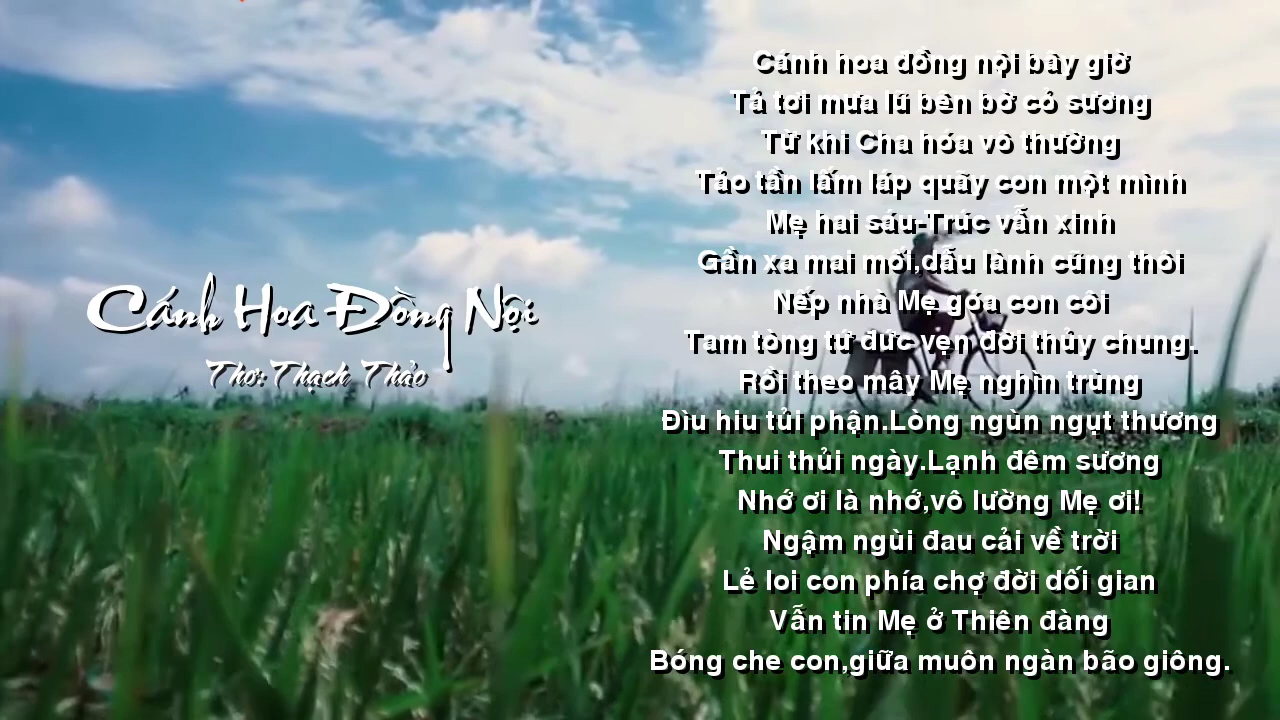 Cánh Hoa Đồng Nội
Thơ: Thạch Thảo
Cánh hoa đồng nội bây giờ
Tả tơi mưa lũ bên bờ cỏ sương
Từ khi Cha hóa vô thường
Tảo tần lấm láp quãy con một mình
Mẹ hai sáu-Trúc vẫn xinh
Gần xa mai mối,dẫu lành cũng thôi
Nếp nhà Mẹ góa con côi
Tam tòng tứ đức vẹn đời thủy chung.
Rồi theo mây Mẹ nghìn trùng
Đìu hiu tủi phận.Lòng ngùn ngụt thương
Thui thủi ngày.Lạnh đêm sương
Nhớ ơi là nhớ,vô lường Mẹ ơi!
Ngậm ngùi đau cải về trời
Lẻ loi con phía chợ đời dối gian
Vẫn tin Mẹ ở Thiên đàng
Bóng che con,giữa muôn ngàn bão giông.